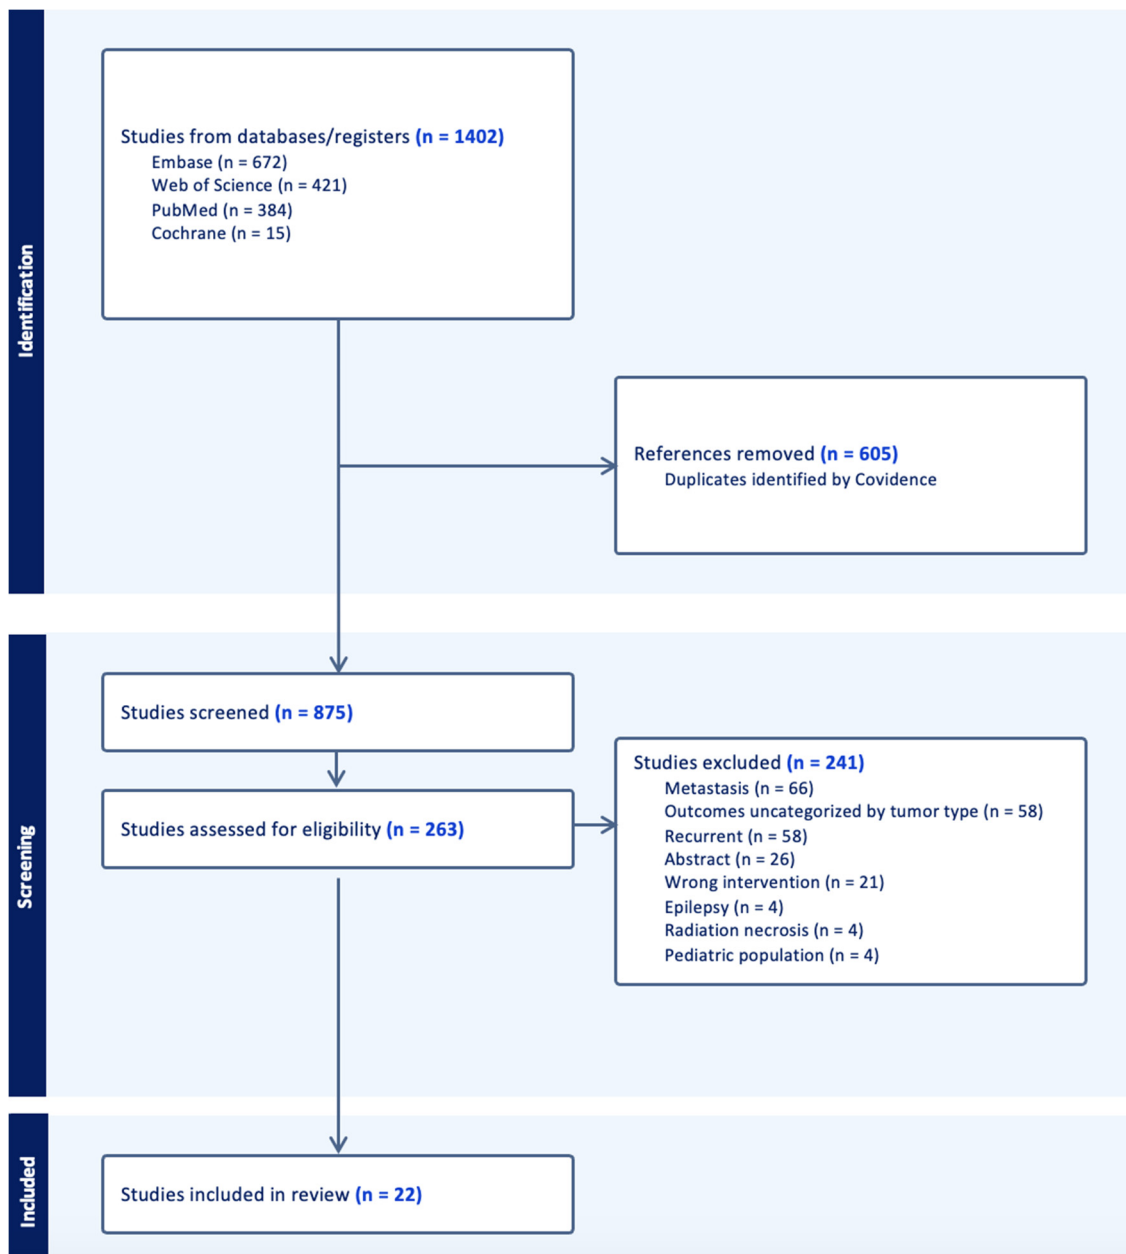 Identification
Studies from databases/registers (n = 1402)
Embase (n = 672)
Web of Science (n = 421)
PubMed (n = 384)
Cochrane (n = 15)
References removed (n = 605)
Duplicates identified by Covidence
Screening
Studies screened (n = 875)
Studies assessed for eligibility (n = 263)
Studies excluded (n = 241)
Metastasis (n = 66)
Outcomes uncategorized by tumor type (n = 58)
Recurrent (n = 58)
Abstract (n = 26)
Wrong intervention (n = 21)
Epilepsy (n = 4)
Radiation necrosis (n = 4)
Pediatric population (n = 4)
Included
Studies included in review (n = 22)